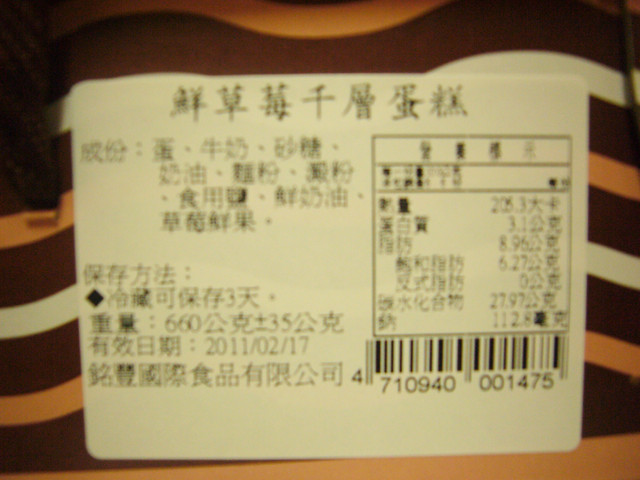 鮮草莓千層蛋糕
成份：蛋、牛奶、砂糖、
奶油、麵粉、澱粉
、食用鹽、鮮奶油、
草莓鮮果。
保存方法：
◆冷藏可保存3天。
重量：660公克±35公克
有效日期：2011/02/17
銘豐國際食品有限公司
營養標示
熱量 205.3大卡
蛋白質 3.1公克
脂肪 8.96公克
飽和脂肪 6.27公克
反式脂肪 0公克
碳水化合物 27.97公克
鈉 112.8毫克
4 710940 001475